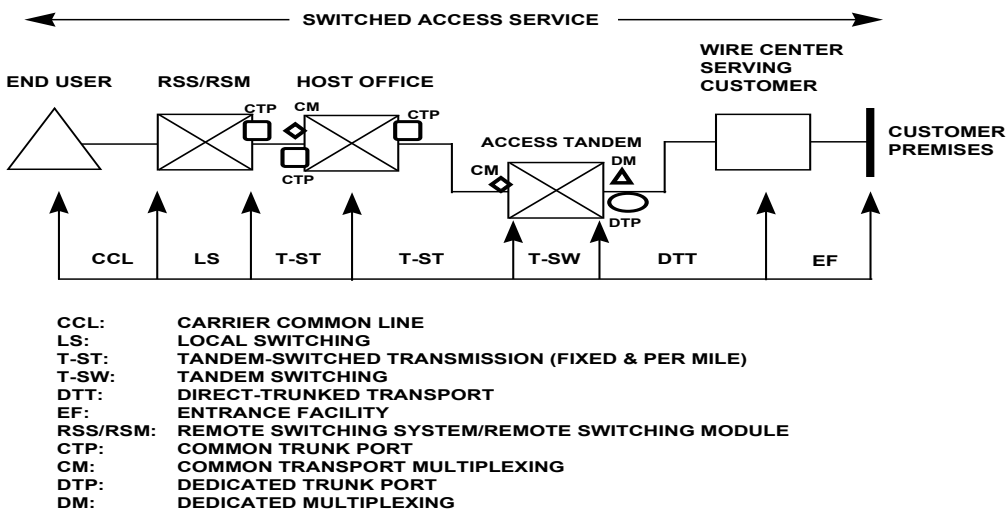 SWITCHED ACCESS SERVICE
WIRE CENTER
SERVING
CUSTOMER
END USER
RSS/RSM
HOST OFFICE
CTP
CM
CTP
CTP
ACCESS TANDEM
CUSTOMER
PREMISES
CM
DM
DTP
CCL
LS
T-ST
T-ST
T-SW
DTT
EF
CCL: CARRIER COMMON LINE
LS: LOCAL SWITCHING
T-ST: TANDEM-SWITCHED TRANSMISSION (FIXED & PER MILE)
T-SW: TANDEM SWITCHING
DTT: DIRECT-TRUNKED TRANSPORT
EF: ENTRANCE FACILITY
RSS/RSM: REMOTE SWITCHING SYSTEM/REMOTE SWITCHING MODULE
CTP: COMMON TRUNK PORT
CM: COMMON TRANSPORT MULTIPLEXING
DTP: DEDICATED TRUNK PORT
DM: DEDICATED MULTIPLEXING